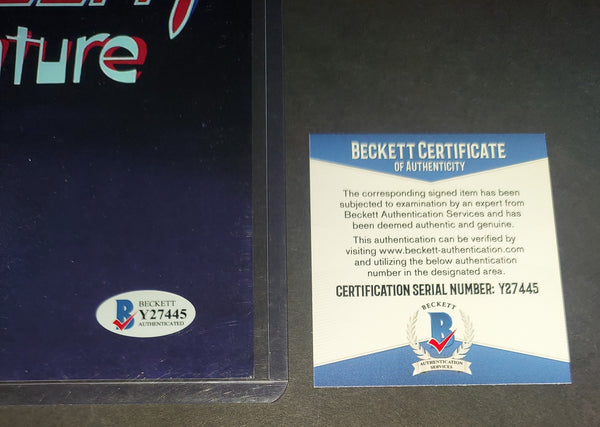 ture
BECKETT
Y27445
AUTHENTICATED
BECKETT CERTIFICATE
OF AUTHENTICITY
The corresponding signed item has been
subjected to examination by an expert from
Beckett Authentication Services and has
been deemed authentic and genuine.
This authentication can be verified by
visiting www.beckett-authentication.com
and utilizing the below authentication
number in the designated area.
CERTIFICATION SERIAL NUMBER: Y27445
BECKETT
B
AUTHENTICATION
SERVICES